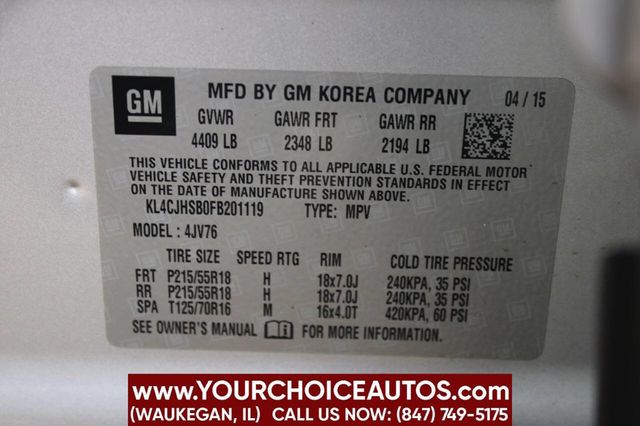 GM
MFD BY GM KOREA COMPANY 04 / 15
GVWR GAWR FRT GAWR RR
4409 LB 2348 LB 2194 LB
THIS VEHICLE CONFORMS TO ALL APPLICABLE U.S. FEDERAL MOTOR
VEHICLE SAFETY AND THEFT PREVENTION STANDARDS IN EFFECT
ON THE DATE OF MANUFACTURE SHOWN ABOVE.
KL4CJHSB0FB201119 TYPE: MPV
MODEL : 4JV76
TIRE SIZE SPEED RTG RIM COLD TIRE PRESSURE
FRT P215/55R18 H 18x7.0J 240KPA, 35 PSI
RR P215/55R18 H 18x7.0J 240KPA, 35 PSI
SPA T125/70R16 M 16x4.0T 420KPA, 60 PSI
SEE OWNER'S MANUAL FOR MORE INFORMATION.
www.YOURCHOICEAUTOS.com
(WAUKEGAN, IL) CALL US NOW: (847) 749-5175